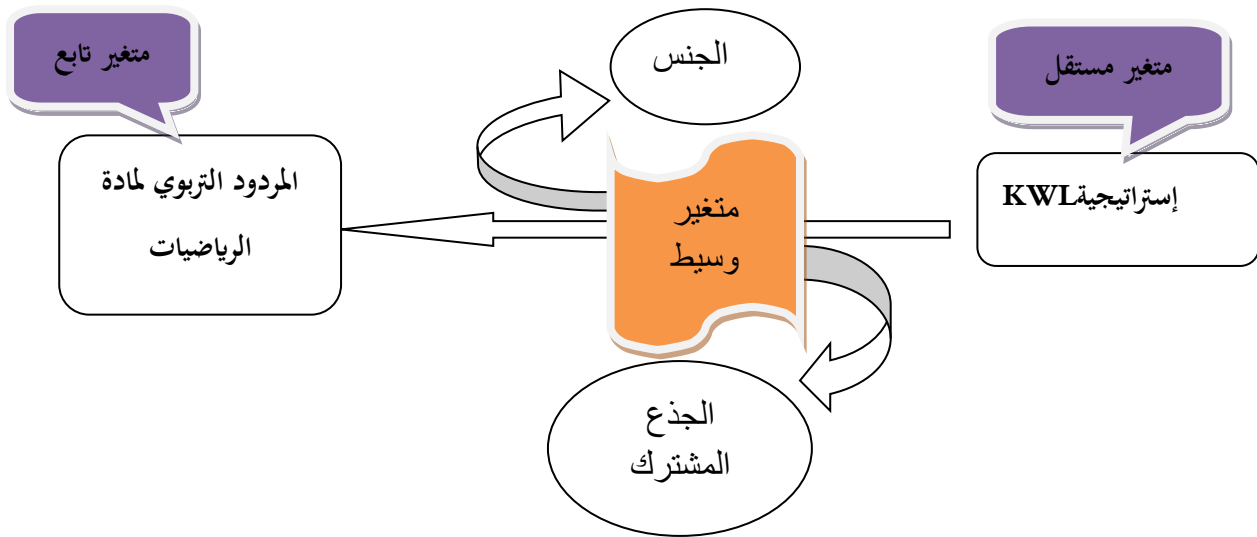 متغير مستقل
إستراتيجيةKWL
الجنس
متغير
وسيط
الجذع
المشترك
متغير تابع
المردود التربوي لمادة
الرياضيات